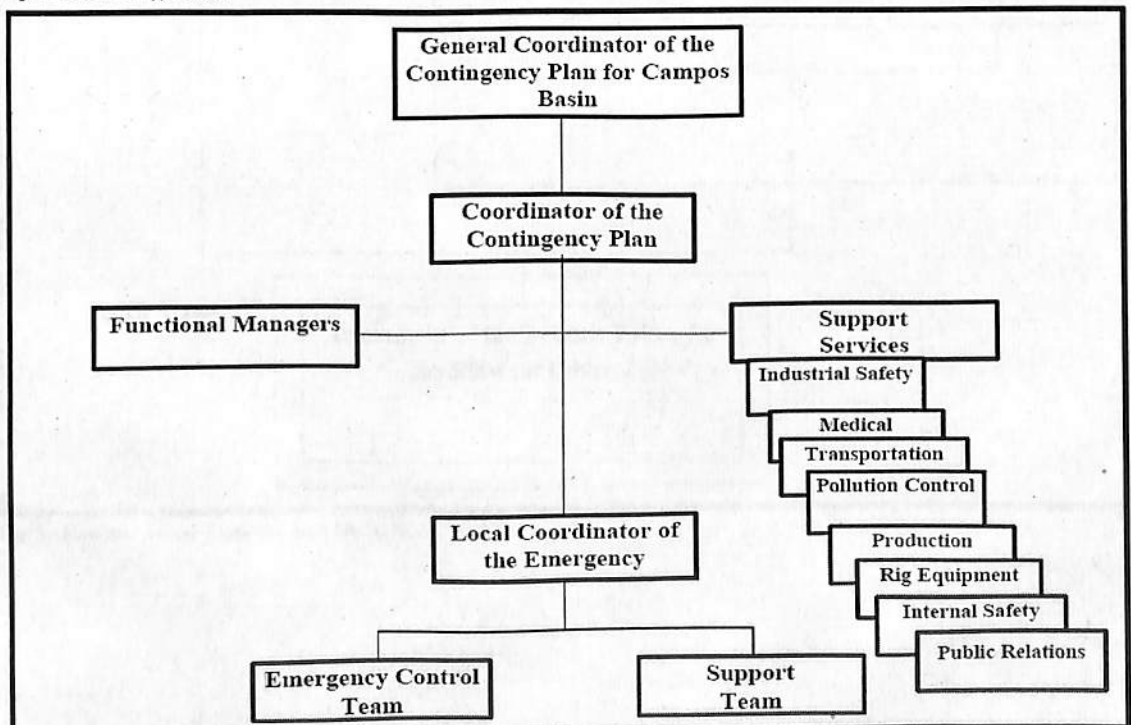 General Coordinator of the
Contingency Plan for Campos
Basin
Coordinator of the
Contingency Plan
Functional Managers
Support
Services
Industrial Safety
Medical
Transportation
Pollution Control
Production
Rig Equipment
Internal Safety
Public Relations
Local Coordinator of
the Emergency
Emergency Control
Team
Support
Team